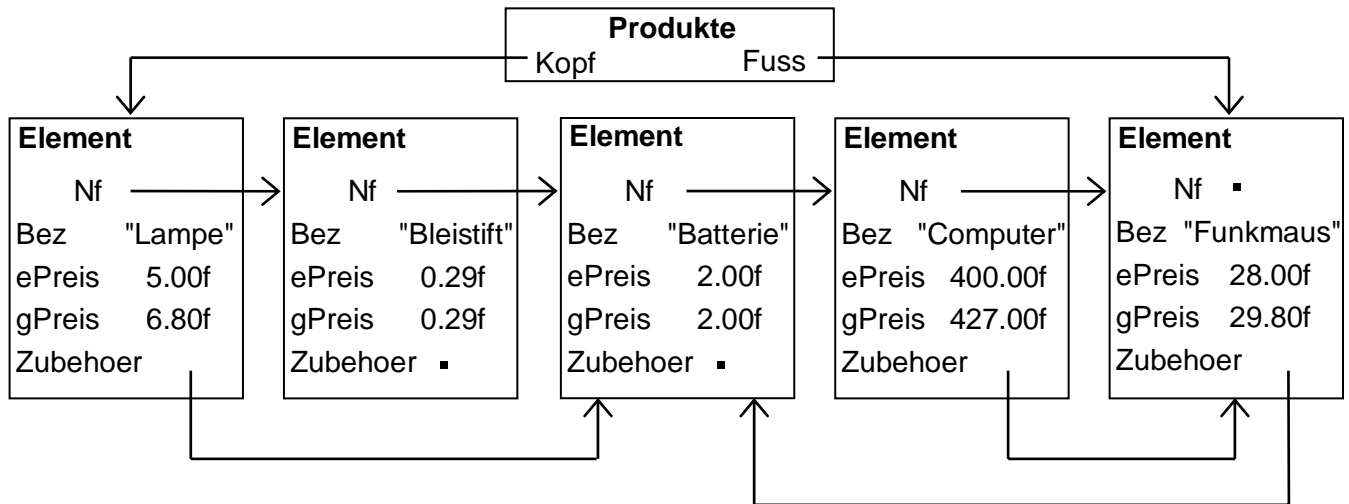 Produkte
Kopf Fuss
Element
Nf
Bez "Lampe"
ePreis 5.00f
gPreis 6.80f
Zubehoer
Element
Nf
Bez "Bleistift"
ePreis 0.29f
gPreis 0.29f
Zubehoer
Element
Nf
Bez "Batterie"
ePreis 2.00f
gPreis 2.00f
Zubehoer
Element
Nf
Bez "Computer"
ePreis 400.00f
gPreis 427.00f
Zubehoer
Element
Nf
Bez "Funkmaus"
ePreis 28.00f
gPreis 29.80f
Zubehoer